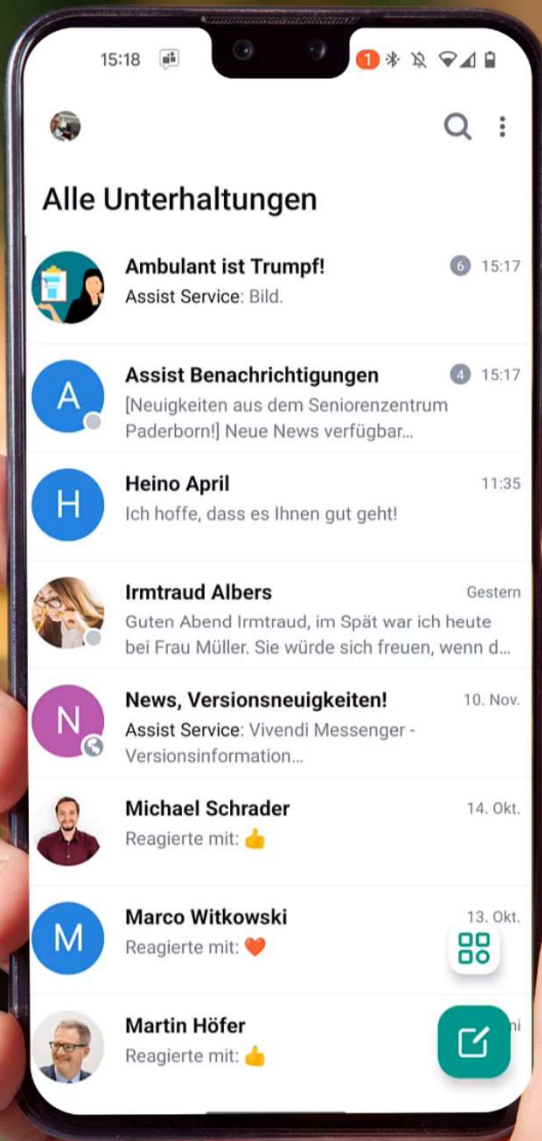 15:18
1
Alle Unterhaltungen
Ambulant ist Trumpf!
6 15:17
Assist Service: Bild.
A
Assist Benachrichtigungen
4 15:17
[Neuigkeiten aus dem Seniorenzentrum
Paderborn!] Neue News verfügbar...
H
Heino April
11:35
Ich hoffe, dass es Ihnen gut geht!
Irmtraud Albers
Gestern
Guten Abend Irmtraud, im Spät war ich heute
bei Frau Müller. Sie würde sich freuen, wenn d...
N
News, Versionsneuigkeiten!
10. Nov.
Assist Service: Vivendi Messenger -
Versionsinformation...
Michael Schrader
14. Okt.
Reagierte mit: 👍
M
Marco Witkowski
13. Okt.
Reagierte mit: ❤️
Martin Höfer
Reagierte mit: 👍